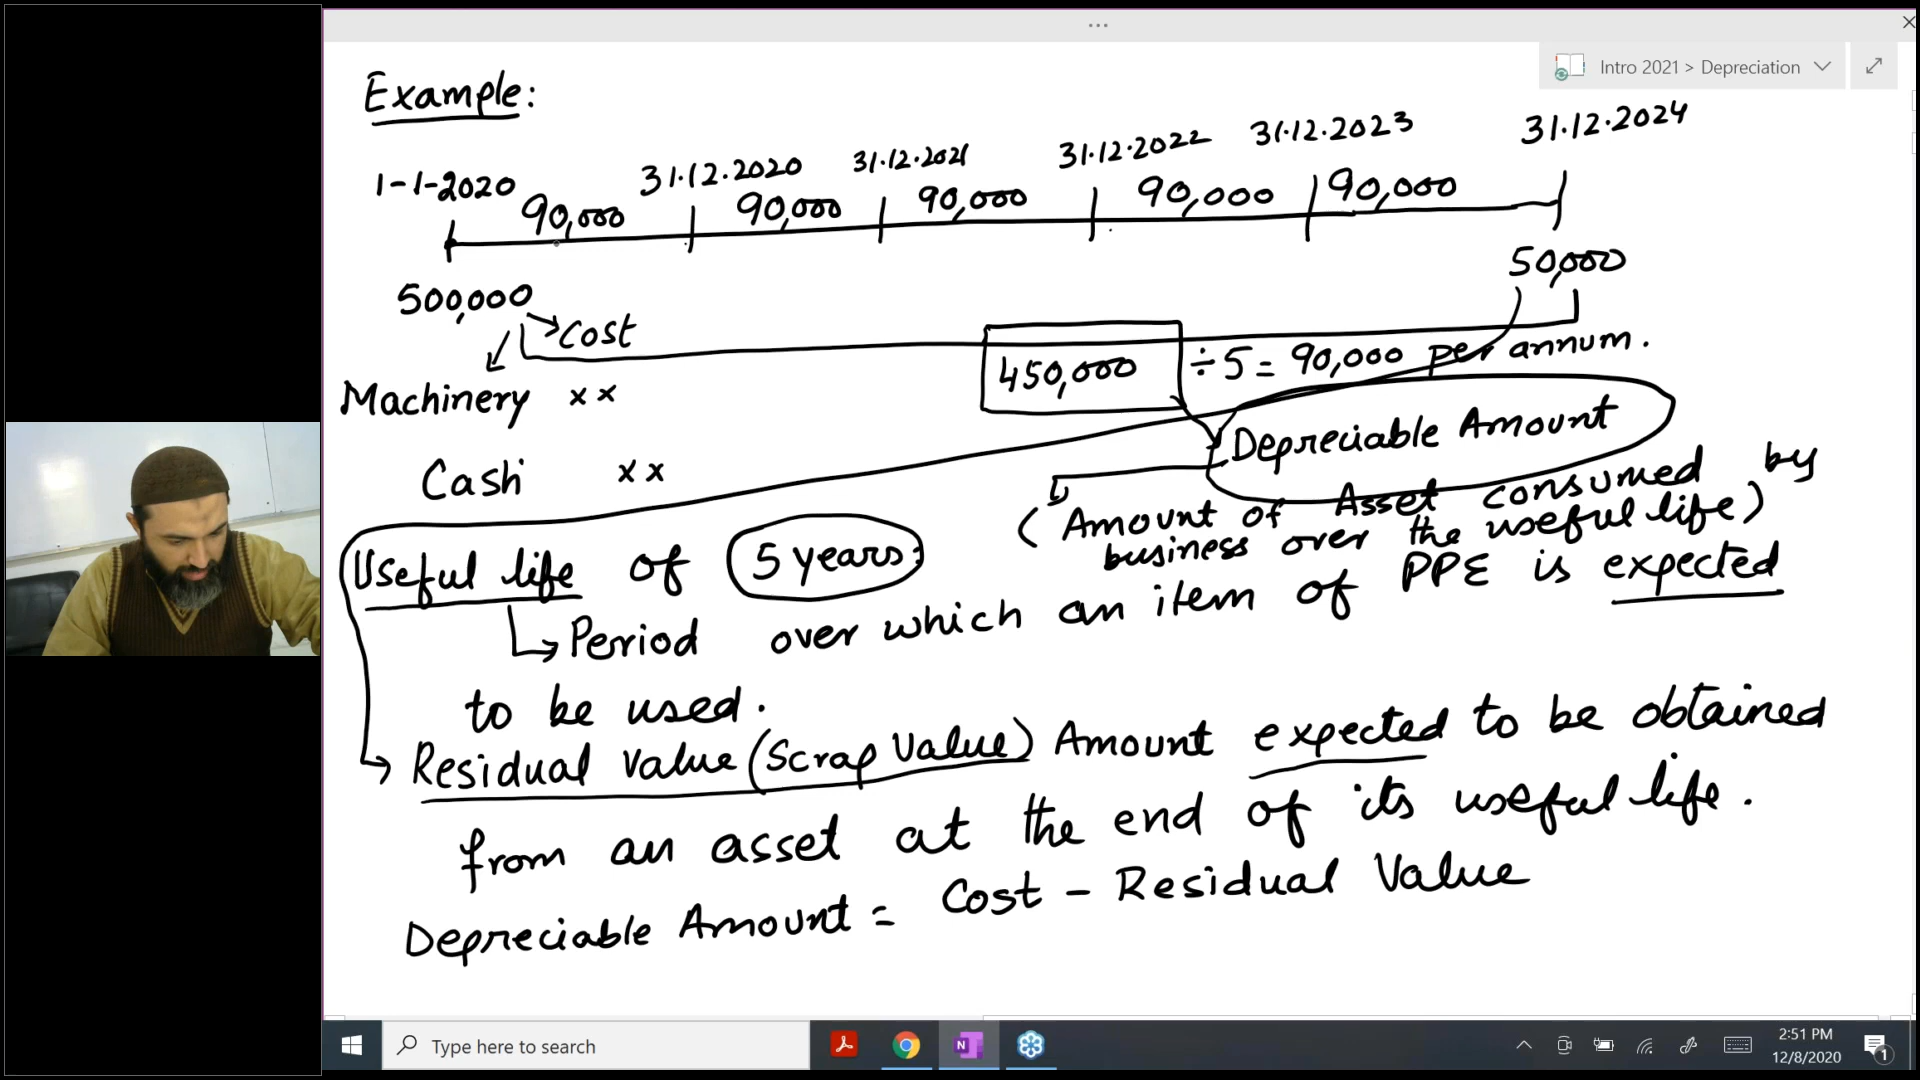 ...
Intro 2021 > Depreciation
Example:
1-1-2020 31.12.2020 31.12.2021 31.12.2022 31.12.2023 31.12.2024
90,000 90,000 90,000 90,000 90,000
500,000 50,000
Cost
450,000 ÷ 5 = 90,000 per annum.
Machinery xx
Depreciable Amount
Cash xx
(Amount of Asset consumed by
business over the useful life)
Useful life of 5 years:
Period over which an item of PPE is expected
to be used.
Residual Value (Scrap Value) Amount expected to be obtained
from an asset at the end of its useful life.
Depreciable Amount = Cost - Residual Value
Type here to search
N
2:51 PM
12/8/2020
1